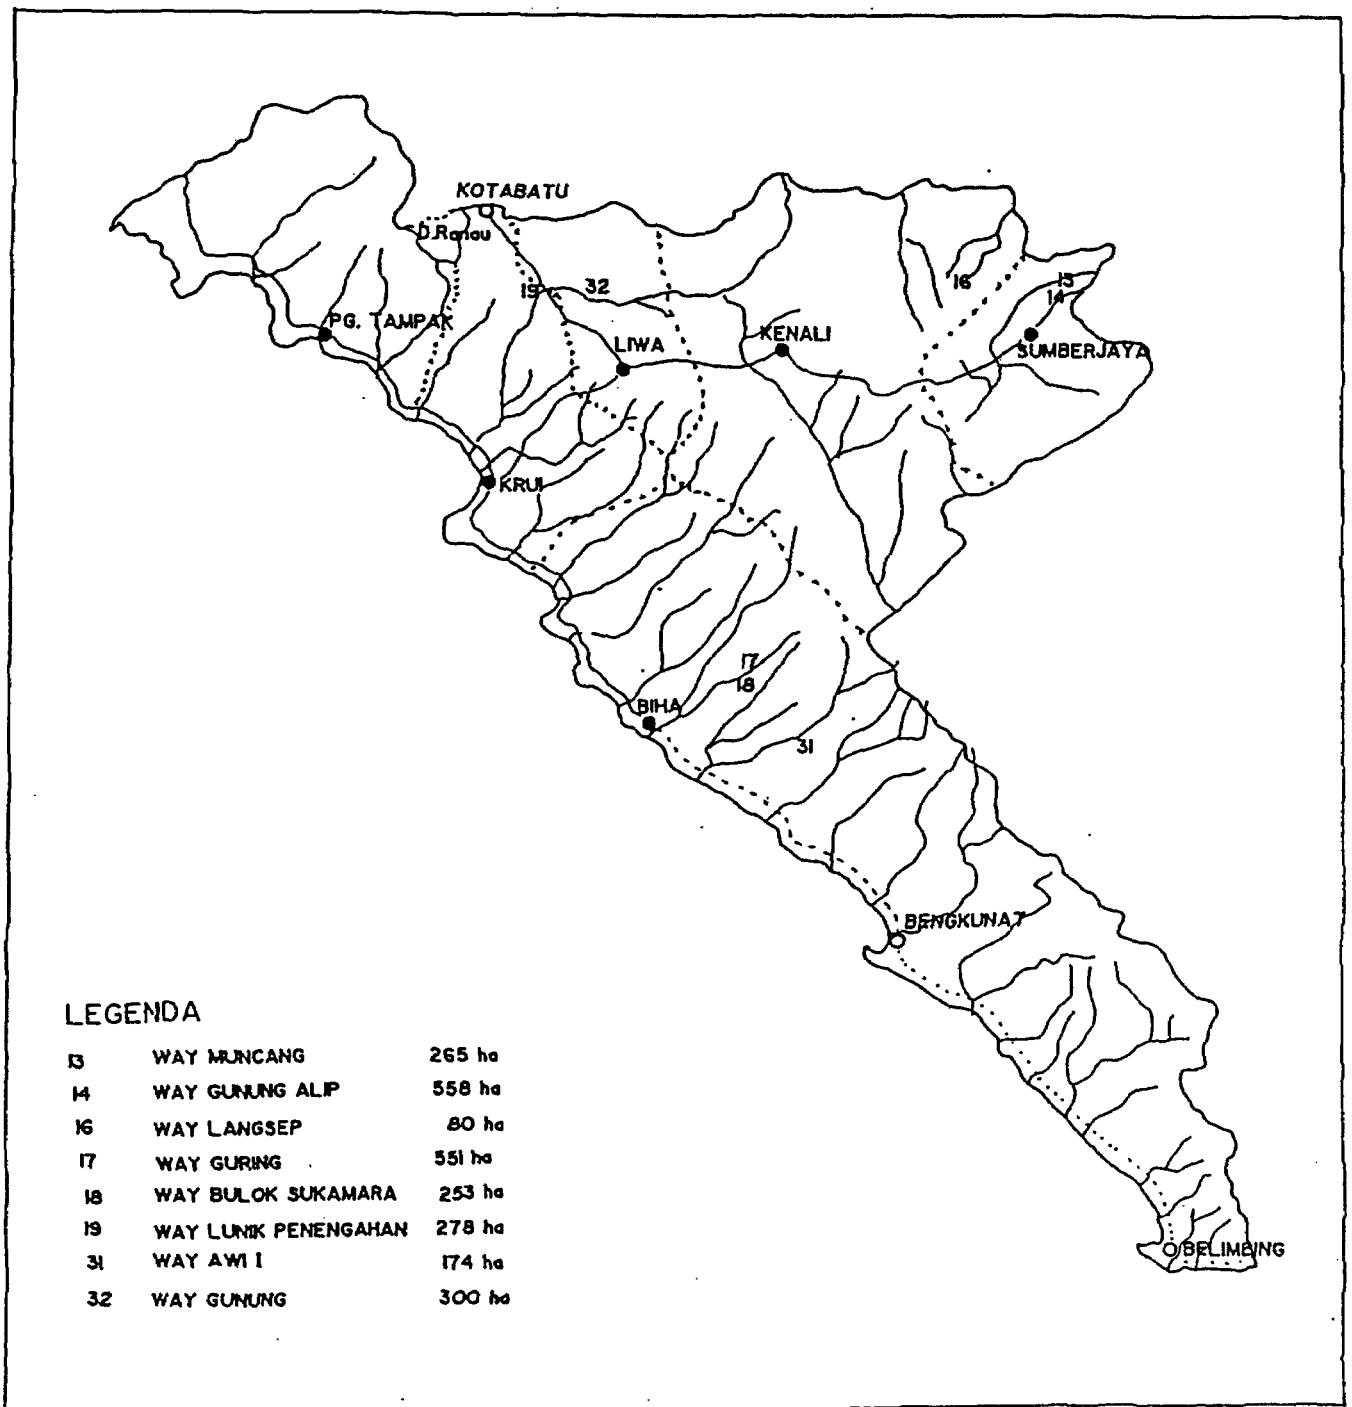 KOTABATU
D.Ranau
19
32
16
13
14
PG. TAMPAK
LIWA
KENALI
SUMBERJAYA
KRUI
17
18
BIHA
31
BENGKUNAT
BELIMBING
LEGENDA
13 WAY MUNCANG 265 ha
14 WAY GUNUNG ALIP 558 ha
16 WAY LANGSEP 80 ha
17 WAY GURING 551 ha
18 WAY BULOK SUKAMARA 253 ha
19 WAY LUNIK PENENGAHAN 278 ha
31 WAY AWI I 174 ha
32 WAY GUNUNG 300 ha